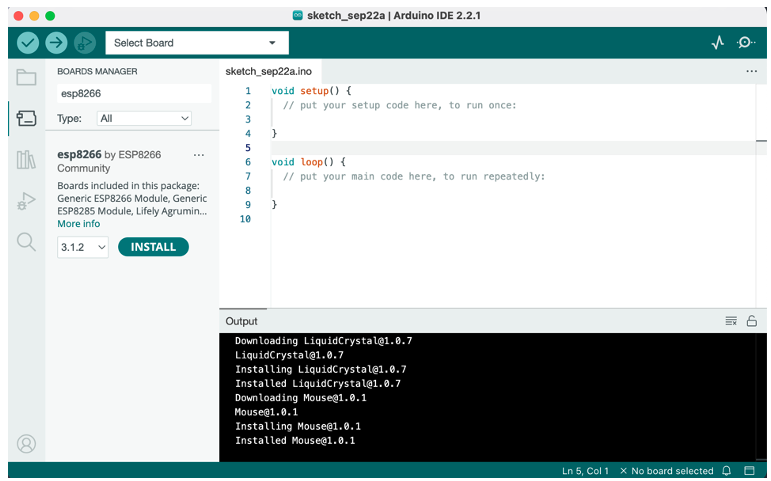 sketch_sep22a | Arduino IDE 2.2.1
Select Board
BOARDS MANAGER
esp8266
Type: All
esp8266 by ESP8266
Community
Boards included in this package:
Generic ESP8266 Module, Generic
ESP8285 Module, Lifely Agrumin...
More info
3.1.2 INSTALL
sketch_sep22a.ino
1 void setup() {
2 // put your setup code here, to run once:
3
4 }
5
6 void loop() {
7 // put your main code here, to run repeatedly:
8
9 }
10
Output
Downloading LiquidCrystal@1.0.7
LiquidCrystal@1.0.7
Installing LiquidCrystal@1.0.7
Installed LiquidCrystal@1.0.7
Downloading Mouse@1.0.1
Mouse@1.0.1
Installing Mouse@1.0.1
Installed Mouse@1.0.1
Ln 5, Col 1 × No board selected